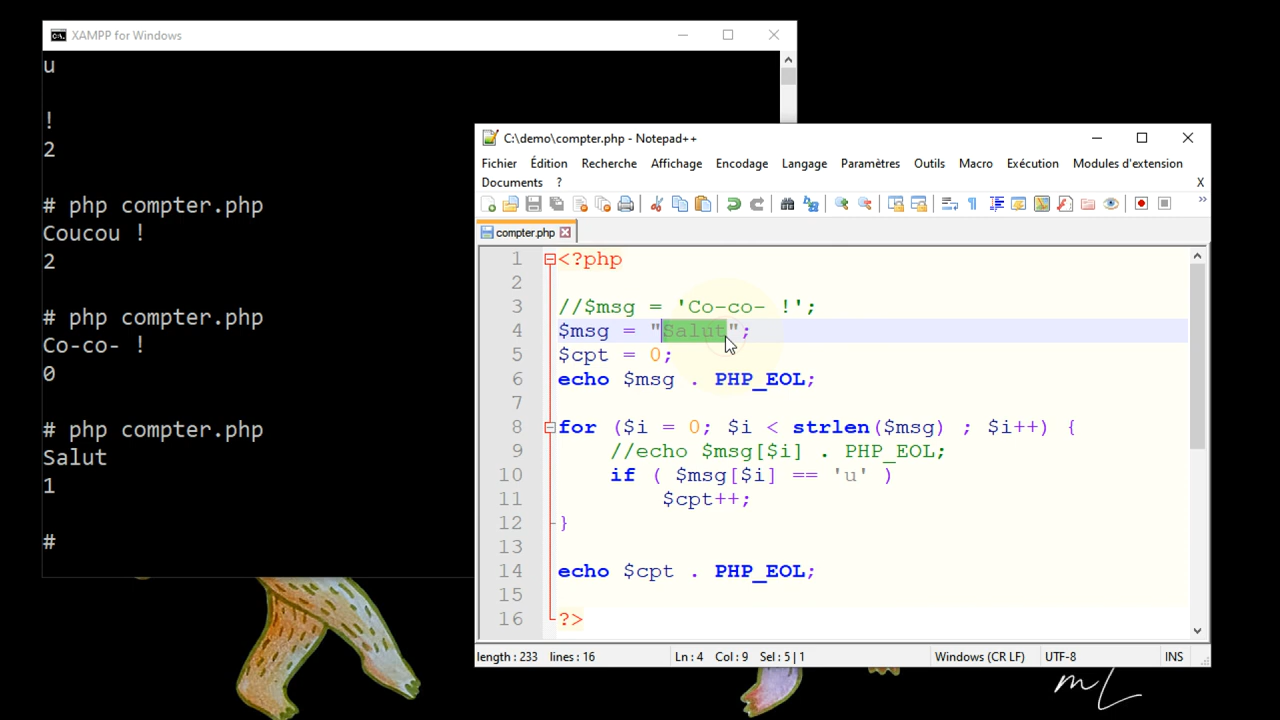 XAMPP for Windows
u
!
2
# php compter.php
Coucou !
2
# php compter.php
Co-co- !
0
# php compter.php
Salut
1
#
C:\demo\compter.php - Notepad++
Fichier Édition Recherche Affichage Encodage Langage Paramètres Outils Macro Exécution Modules d'extension
Documents ? X
compter.php
1 <?php
2
3 //$msg = 'Co-co- !';
4 $msg = "Salut";
5 $cpt = 0;
6 echo $msg . PHP_EOL;
7
8 for ($i = 0; $i < strlen($msg) ; $i++) {
9 //echo $msg[$i] . PHP_EOL;
10 if ( $msg[$i] == 'u' )
11 $cpt++;
12 }
13
14 echo $cpt . PHP_EOL;
15
16 ?>
length : 233 lines : 16 Ln : 4 Col : 9 Sel : 5 | 1 Windows (CR LF) UTF-8 INS
mL